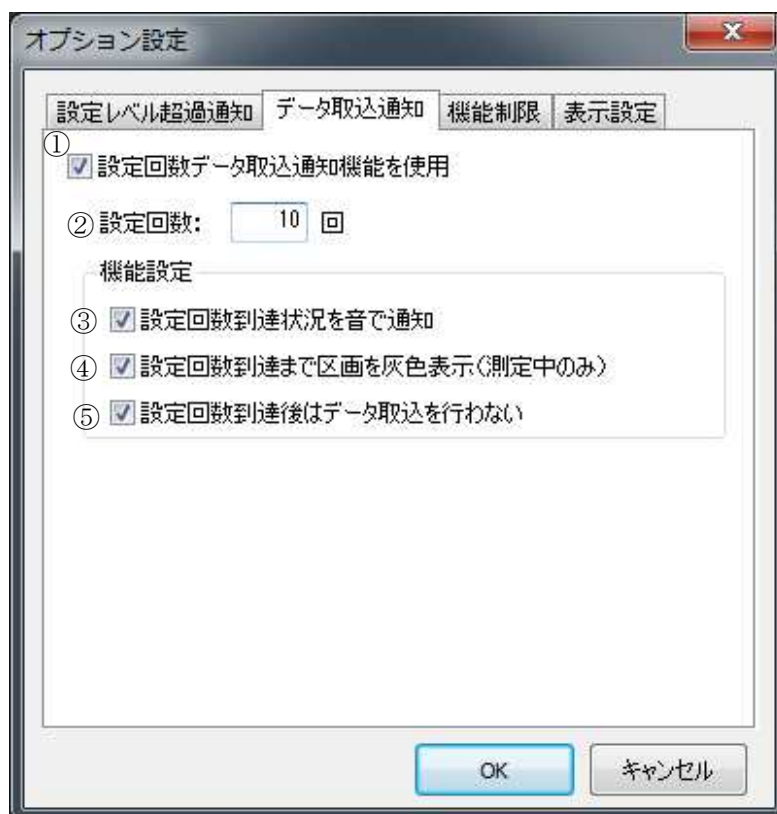 オプション設定
設定レベル超過通知 データ取込通知 機能制限 表示設定
①
設定回数データ取込通知機能を使用
② 設定回数: 10 回
機能設定
③ 設定回数到達状況を音で通知
④ 設定回数到達まで区画を灰色表示(測定中のみ)
⑤ 設定回数到達後はデータ取込を行わない
OK キャンセル